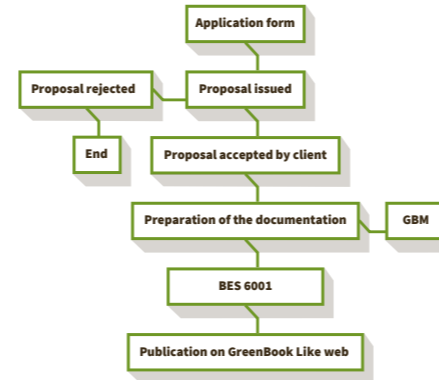 Application form
Proposal rejected
Proposal issued
End
Proposal accepted by client
Preparation of the documentation
GBM
BES 6001
Publication on GreenBook Like web